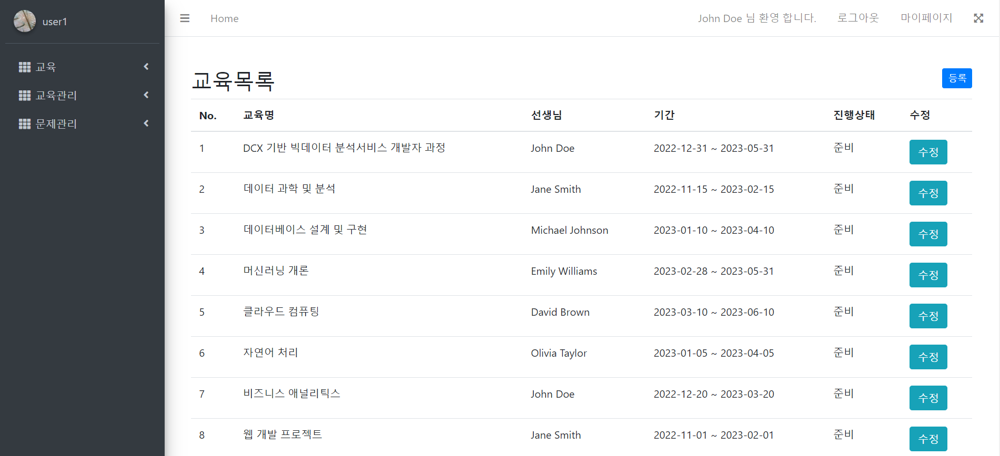 user1
교육
교육관리
문제관리
Home
John Doe 님 환영 합니다.
로그아웃
마이페이지
교육목록
등록
No. 교육명 선생님 기간 진행상태 수정
1 DCX 기반 빅데이터 분석서비스 개발자 과정 John Doe 2022-12-31 ~ 2023-05-31 준비 수정
2 데이터 과학 및 분석 Jane Smith 2022-11-15 ~ 2023-02-15 준비 수정
3 데이터베이스 설계 및 구현 Michael Johnson 2023-01-10 ~ 2023-04-10 준비 수정
4 머신러닝 개론 Emily Williams 2023-02-28 ~ 2023-05-31 준비 수정
5 클라우드 컴퓨팅 David Brown 2023-03-10 ~ 2023-06-10 준비 수정
6 자연어 처리 Olivia Taylor 2023-01-05 ~ 2023-04-05 준비 수정
7 비즈니스 애널리틱스 John Doe 2022-12-20 ~ 2023-03-20 준비 수정
8 웹 개발 프로젝트 Jane Smith 2022-11-01 ~ 2023-02-01 준비 수정